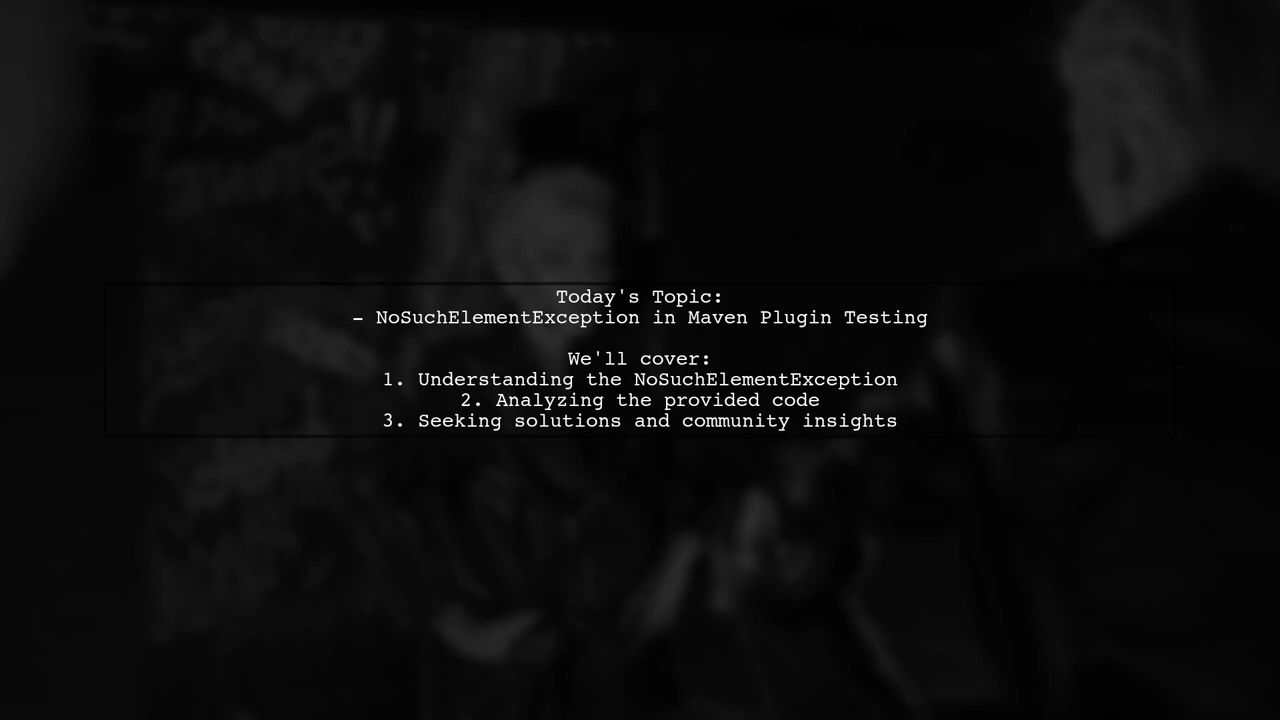 Today's Topic:
- NoSuchElementException in Maven Plugin Testing
We'll cover:
1. Understanding the NoSuchElementException
2. Analyzing the provided code
3. Seeking solutions and community insights